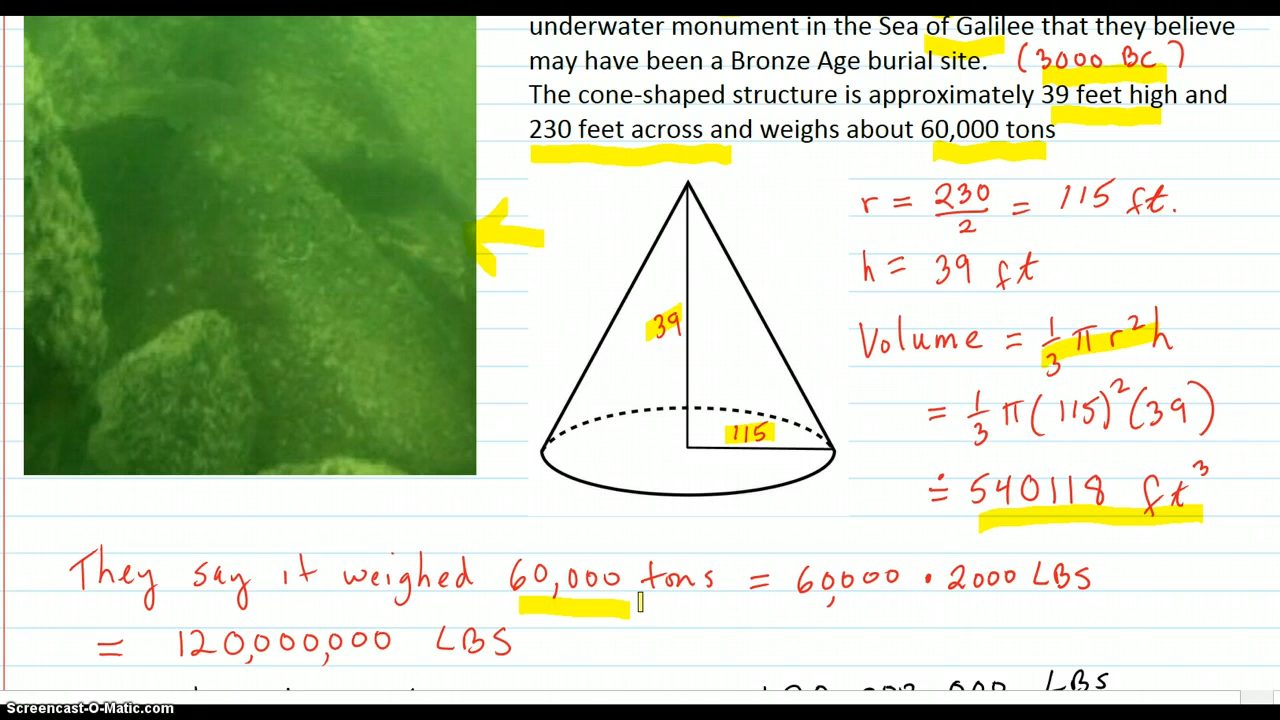 underwater monument in the Sea of Galilee that they believe
may have been a Bronze Age burial site. (3000 BC)
The cone-shaped structure is approximately 39 feet high and
230 feet across and weighs about 60,000 tons
r = 230/2 = 115 ft.
h = 39 ft
39
Volume = 1/3 π r² h
= 1/3 π (115)² (39)
115
≐ 540118 ft³
They say it weighed 60,000 tons = 60,000 · 2000 LBS
= 120,000,000 LBS
LBS
Screencast-O-Matic.com